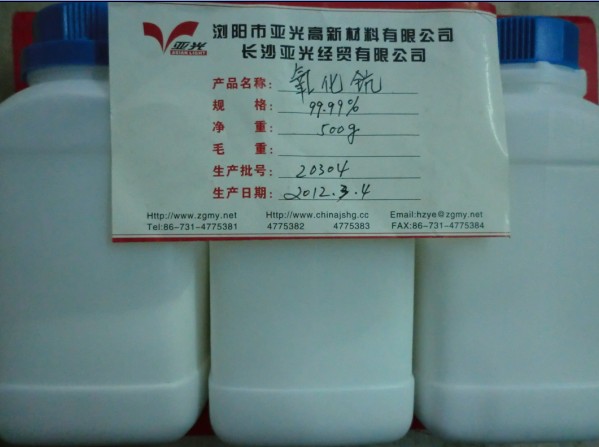 亚光
ASIAN LIGHT
浏阳市亚光高新材料有限公司
长沙亚光经贸有限公司
产品名称: 氧化钪
规 格: 99.99%
净 重: 500g
毛 重:
生产批号: 20304
生产日期: 2012.3.4
Http://www.zgmy.net Http://www.chinajshg.cc Email:hzye@zgmy.net
Tel:86-731-4775381 4775382 4775383 FAX:86-731-4775384